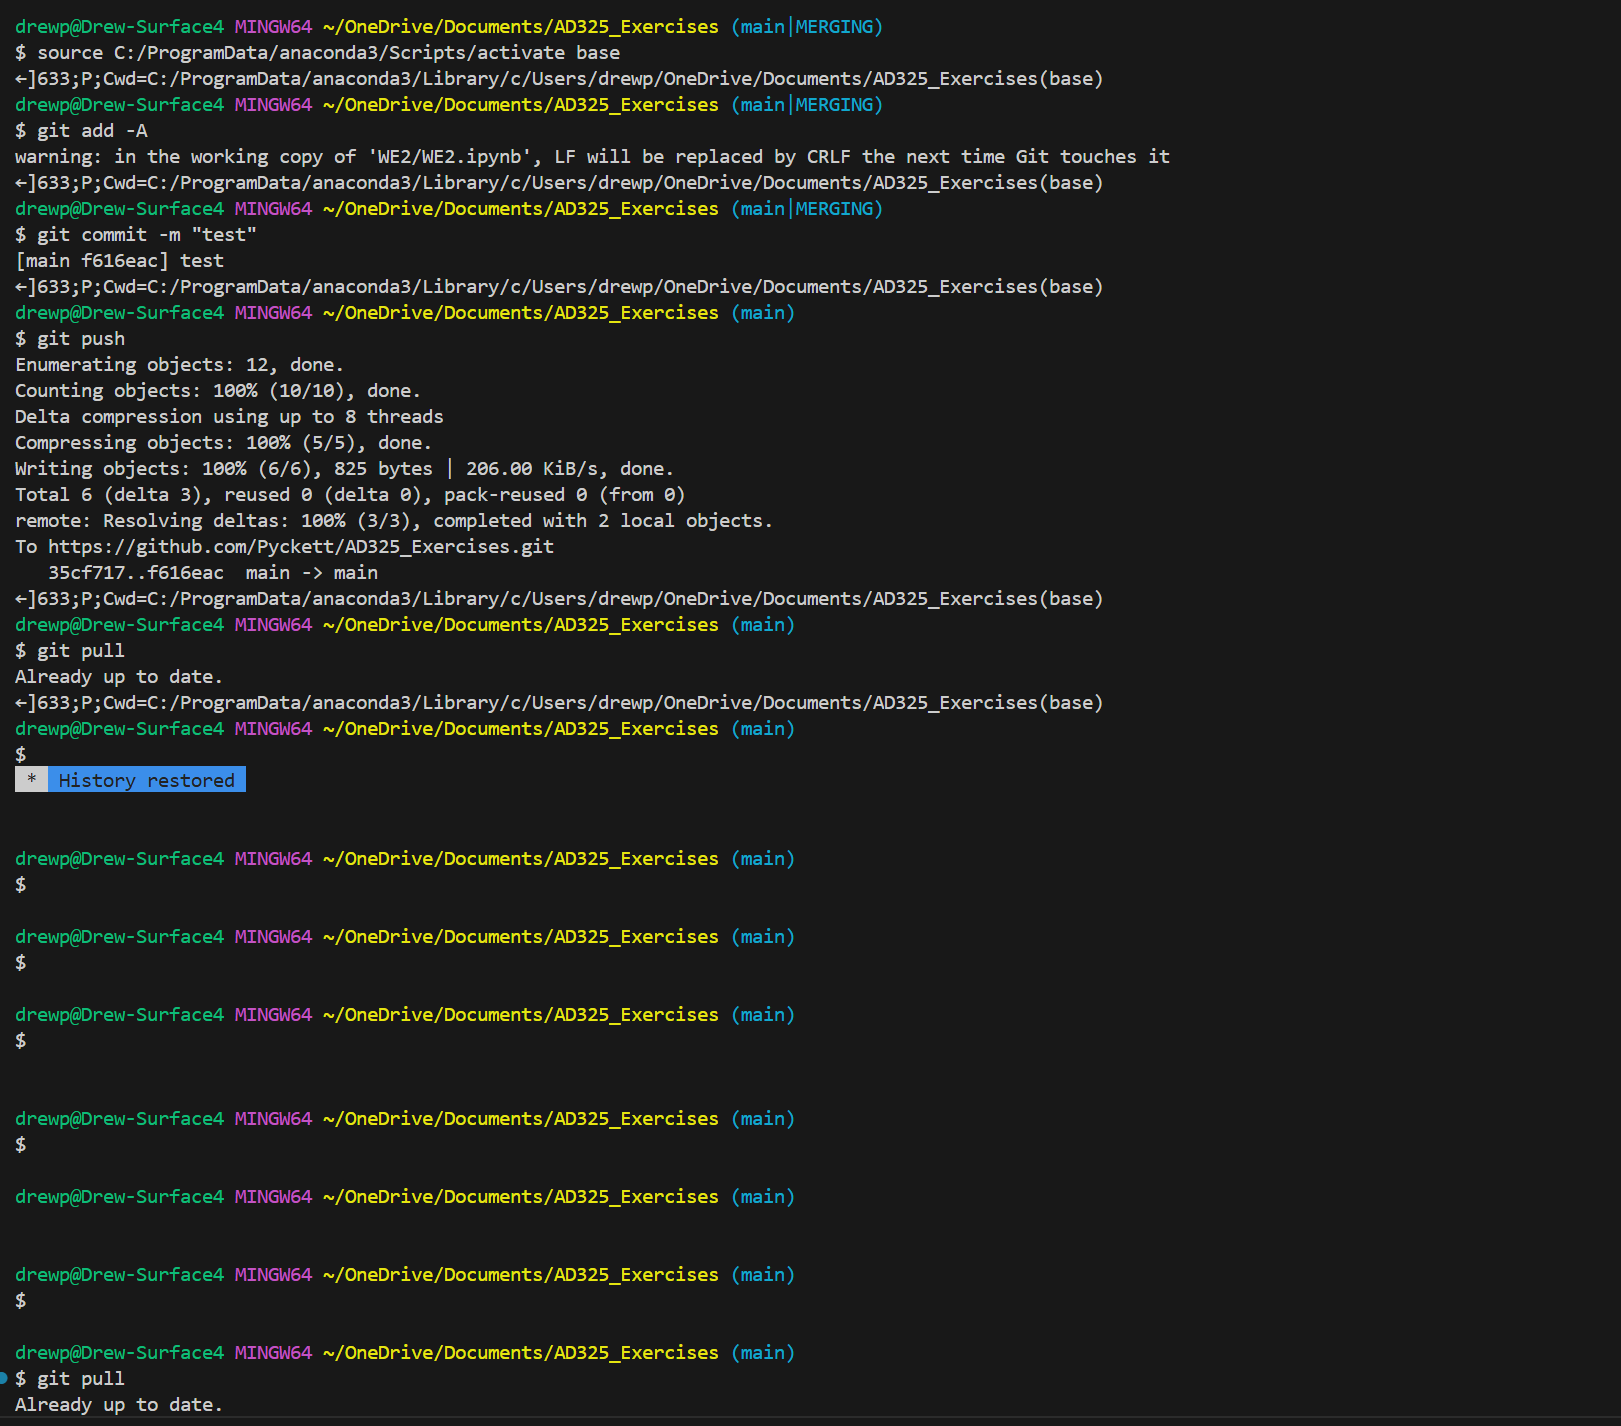 drewp@Drew-Surface4 MINGW64 ~/OneDrive/Documents/AD325_Exercises (main|MERGING)
$ source C:/ProgramData/anaconda3/Scripts/activate base
←]633;P;Cwd=C:/ProgramData/anaconda3/Library/c/Users/drewp/OneDrive/Documents/AD325_Exercises(base)
drewp@Drew-Surface4 MINGW64 ~/OneDrive/Documents/AD325_Exercises (main|MERGING)
$ git add -A
warning: in the working copy of 'WE2/WE2.ipynb', LF will be replaced by CRLF the next time Git touches it
←]633;P;Cwd=C:/ProgramData/anaconda3/Library/c/Users/drewp/OneDrive/Documents/AD325_Exercises(base)
drewp@Drew-Surface4 MINGW64 ~/OneDrive/Documents/AD325_Exercises (main|MERGING)
$ git commit -m "test"
[main f616eac] test
←]633;P;Cwd=C:/ProgramData/anaconda3/Library/c/Users/drewp/OneDrive/Documents/AD325_Exercises(base)
drewp@Drew-Surface4 MINGW64 ~/OneDrive/Documents/AD325_Exercises (main)
$ git push
Enumerating objects: 12, done.
Counting objects: 100% (10/10), done.
Delta compression using up to 8 threads
Compressing objects: 100% (5/5), done.
Writing objects: 100% (6/6), 825 bytes | 206.00 KiB/s, done.
Total 6 (delta 3), reused 0 (delta 0), pack-reused 0 (from 0)
remote: Resolving deltas: 100% (3/3), completed with 2 local objects.
To https://github.com/Pyckett/AD325_Exercises.git
   35cf717..f616eac  main -> main
←]633;P;Cwd=C:/ProgramData/anaconda3/Library/c/Users/drewp/OneDrive/Documents/AD325_Exercises(base)
drewp@Drew-Surface4 MINGW64 ~/OneDrive/Documents/AD325_Exercises (main)
$ git pull
Already up to date.
←]633;P;Cwd=C:/ProgramData/anaconda3/Library/c/Users/drewp/OneDrive/Documents/AD325_Exercises(base)
drewp@Drew-Surface4 MINGW64 ~/OneDrive/Documents/AD325_Exercises (main)
$
* History restored
drewp@Drew-Surface4 MINGW64 ~/OneDrive/Documents/AD325_Exercises (main)
$
drewp@Drew-Surface4 MINGW64 ~/OneDrive/Documents/AD325_Exercises (main)
$
drewp@Drew-Surface4 MINGW64 ~/OneDrive/Documents/AD325_Exercises (main)
$
drewp@Drew-Surface4 MINGW64 ~/OneDrive/Documents/AD325_Exercises (main)
$
drewp@Drew-Surface4 MINGW64 ~/OneDrive/Documents/AD325_Exercises (main)
drewp@Drew-Surface4 MINGW64 ~/OneDrive/Documents/AD325_Exercises (main)
$
drewp@Drew-Surface4 MINGW64 ~/OneDrive/Documents/AD325_Exercises (main)
$ git pull
Already up to date.